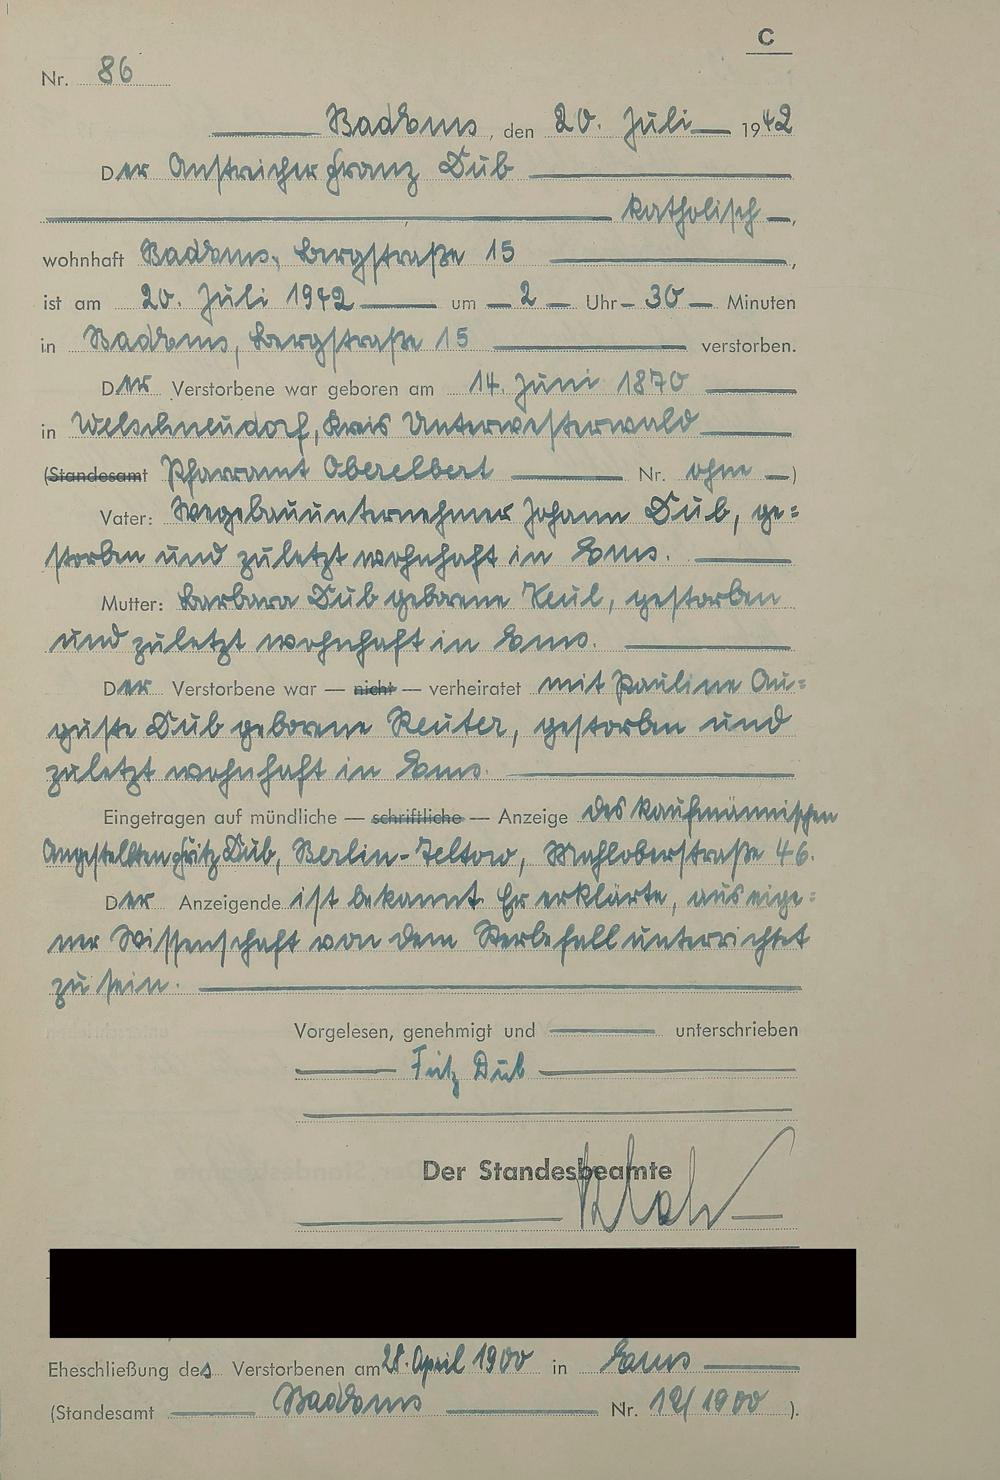 C
Nr. 86
Bad Ems, den 20. Juli 1942
Der Anstreicher Franz Dub
katholisch,
wohnhaft Bad Ems, Bergstraße 15,
ist am 20. Juli 1942 um 2 Uhr 30 Minuten
in Bad Ems, Bergstraße 15 verstorben.
Der Verstorbene war geboren am 14. Juni 1870
in Welschneudorf, Kreis Unterwesterwald
(Standesamt Pfarramt Oberelbert Nr. ohne)
Vater: Wegebauunternehmer Johann Dub, ge=
storben und zuletzt wohnhaft in Ems.
Mutter: Barbara Dub geborene Keul, gestorben
und zuletzt wohnhaft in Ems.
Der Verstorbene war — nicht — verheiratet mit Pauline Au=
guste Dub geborene Reuter, gestorben und
zuletzt wohnhaft in Ems.
Eingetragen auf mündliche — schriftliche — Anzeige des kaufmännischen
Angestellten Fritz Dub, Berlin-Teltow, 46.
Der Anzeigende ist bekannt. Er erklärte, aus eige=
ner Wissenschaft von dem Sterbefall unterrichtet
zu sein.
Vorgelesen, genehmigt und unterschrieben
Fritz Dub
Der Standesbeamte
Eheschließung des Verstorbenen am 28. April 1900 in Ems
(Standesamt Bad Ems Nr. 12/1900).